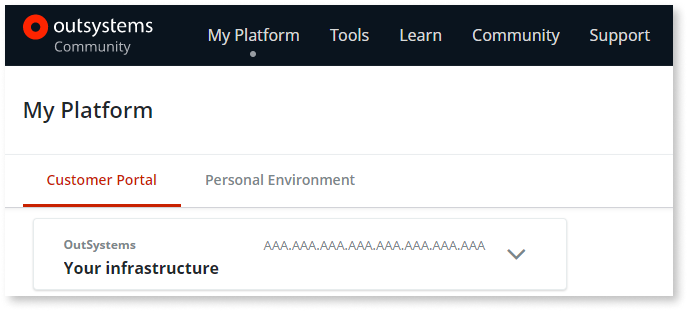 outsystems
Community
My Platform Tools Learn Community Support
My Platform
Customer Portal Personal Environment
OutSystems AAA.AAA.AAA.AAA.AAA.AAA.AAA.AAA
Your infrastructure